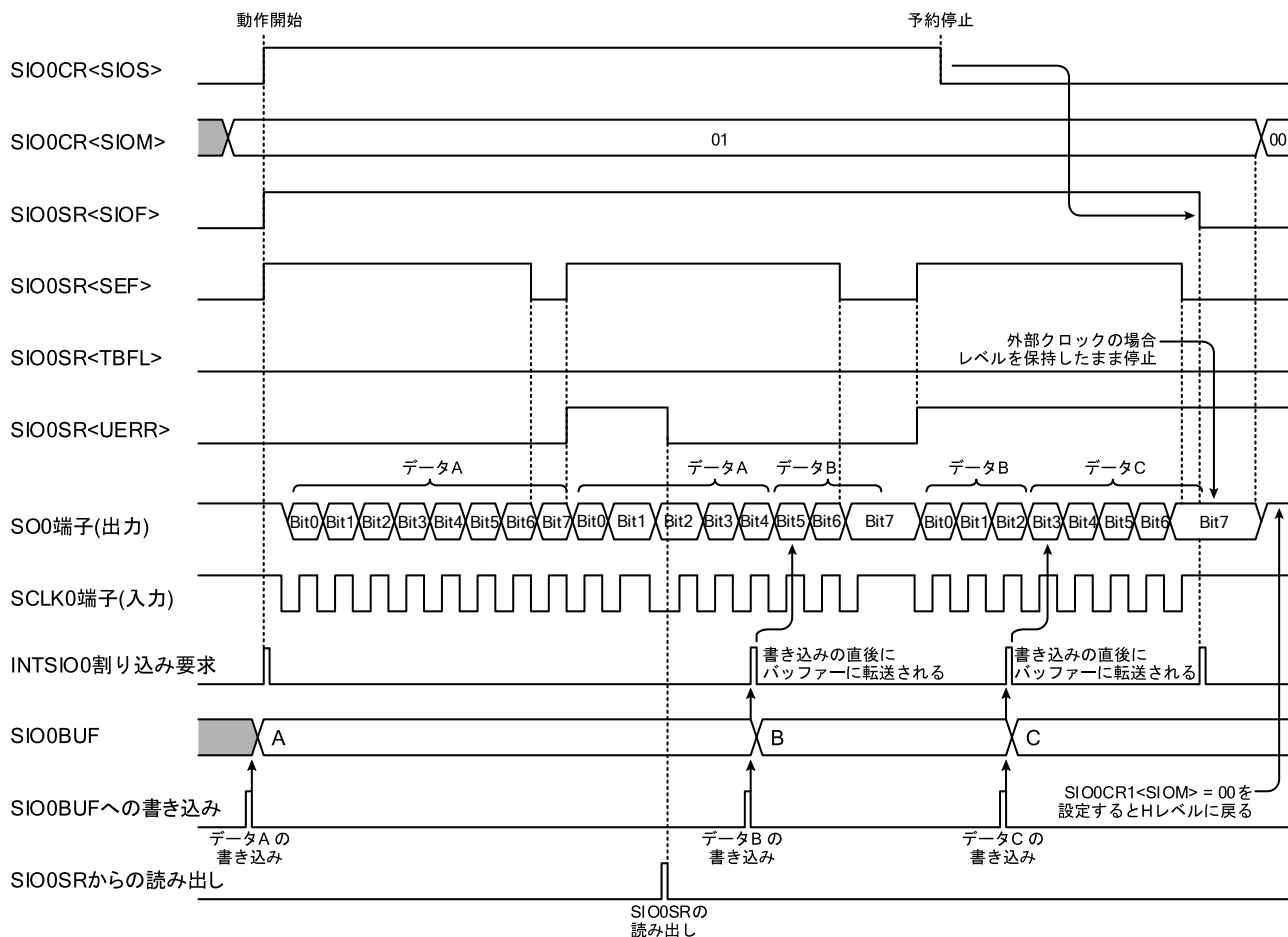 動作開始
予約停止
SIO0CR<SIOS>
SIO0CR<SIOM>
01
00
SIO0SR<SIOF>
SIO0SR<SEF>
SIO0SR<TBFL>
外部クロックの場合
レベルを保持したまま停止
SIO0SR<UERR>
データA
データA
データB
データB
データC
SO0端子(出力)
Bit0 Bit1 Bit2 Bit3 Bit4 Bit5 Bit6 Bit7 Bit0 Bit1 Bit2 Bit3 Bit4 Bit5 Bit6 Bit7 Bit0 Bit1 Bit2 Bit3 Bit4 Bit5 Bit6 Bit7
SCLK0端子(入力)
INTSIO0割り込み要求
書き込みの直後に
バッファーに転送される
書き込みの直後に
バッファーに転送される
SIO0BUF
A
B
C
SIO0BUFへの書き込み
SIO0CR1<SIOM> = 00を
設定するとHレベルに戻る
データA の
書き込み
データB の
書き込み
データC の
書き込み
SIO0SRからの読み出し
SIO0SRの
読み出し